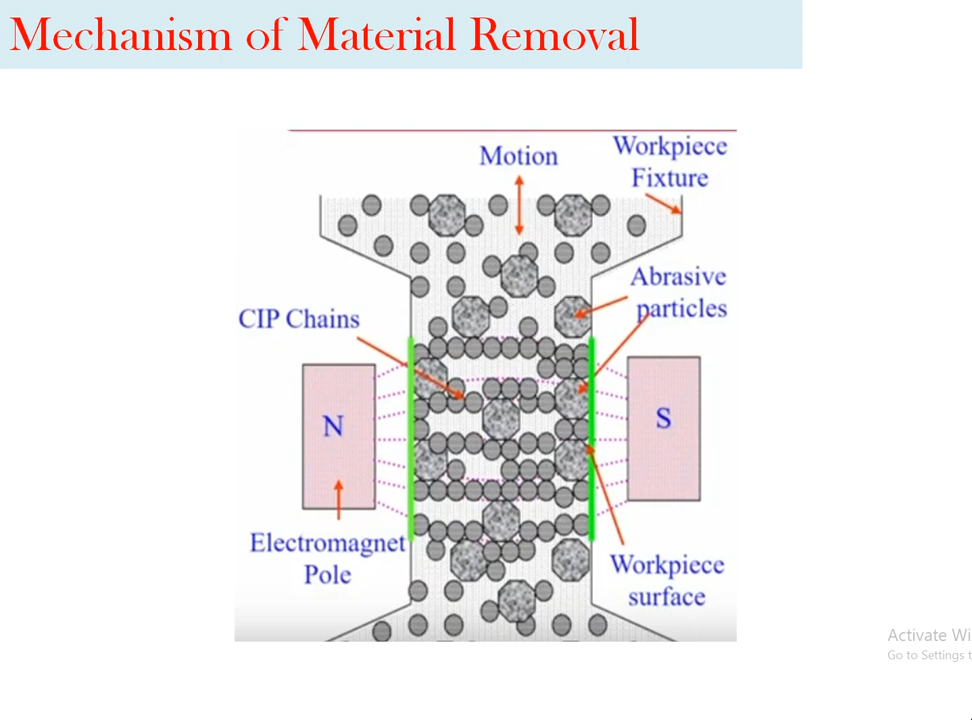 Mechanism of Material Removal
Motion
Workpiece
Fixture
Abrasive
particles
CIP Chains
N
S
Electromagnet
Pole
Workpiece
surface
Activate Wi
Go to Settings t